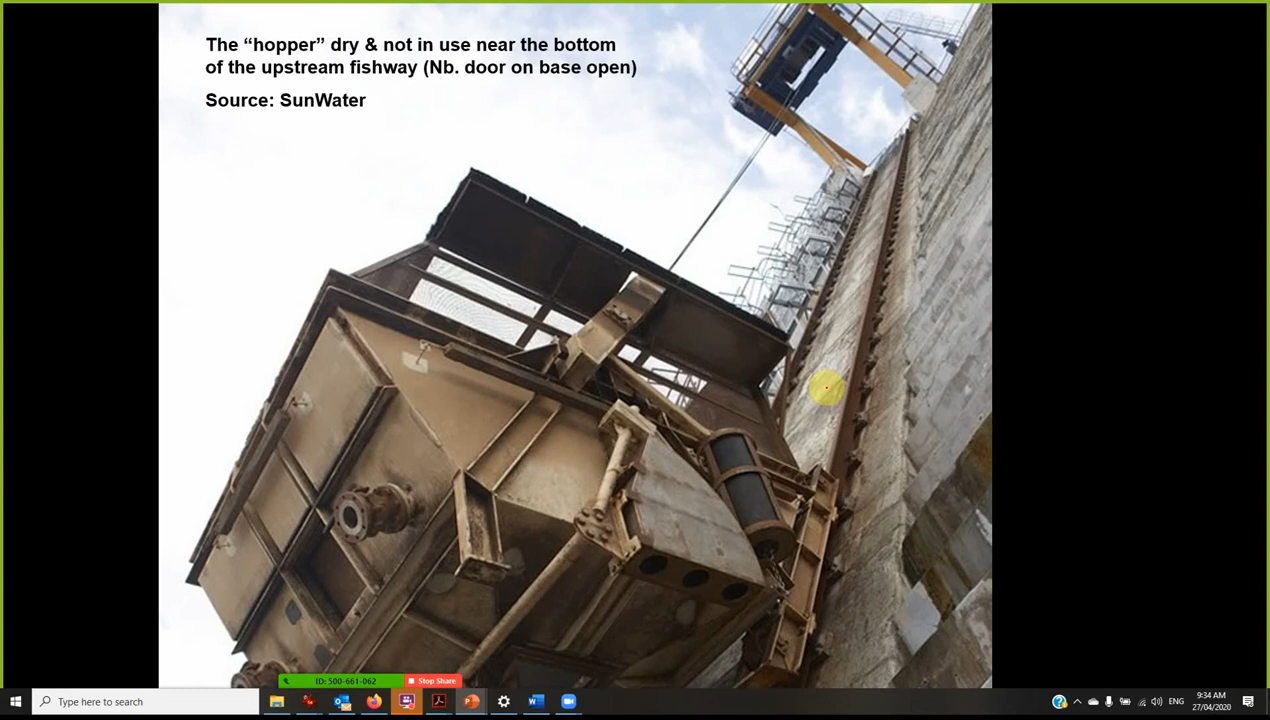 The “hopper” dry & not in use near the bottom
of the upstream fishway (Nb. door on base open)
Source: SunWater
ID: 500-661-062
Stop Share
Type here to search
ENG
9:34 AM
27/04/2020